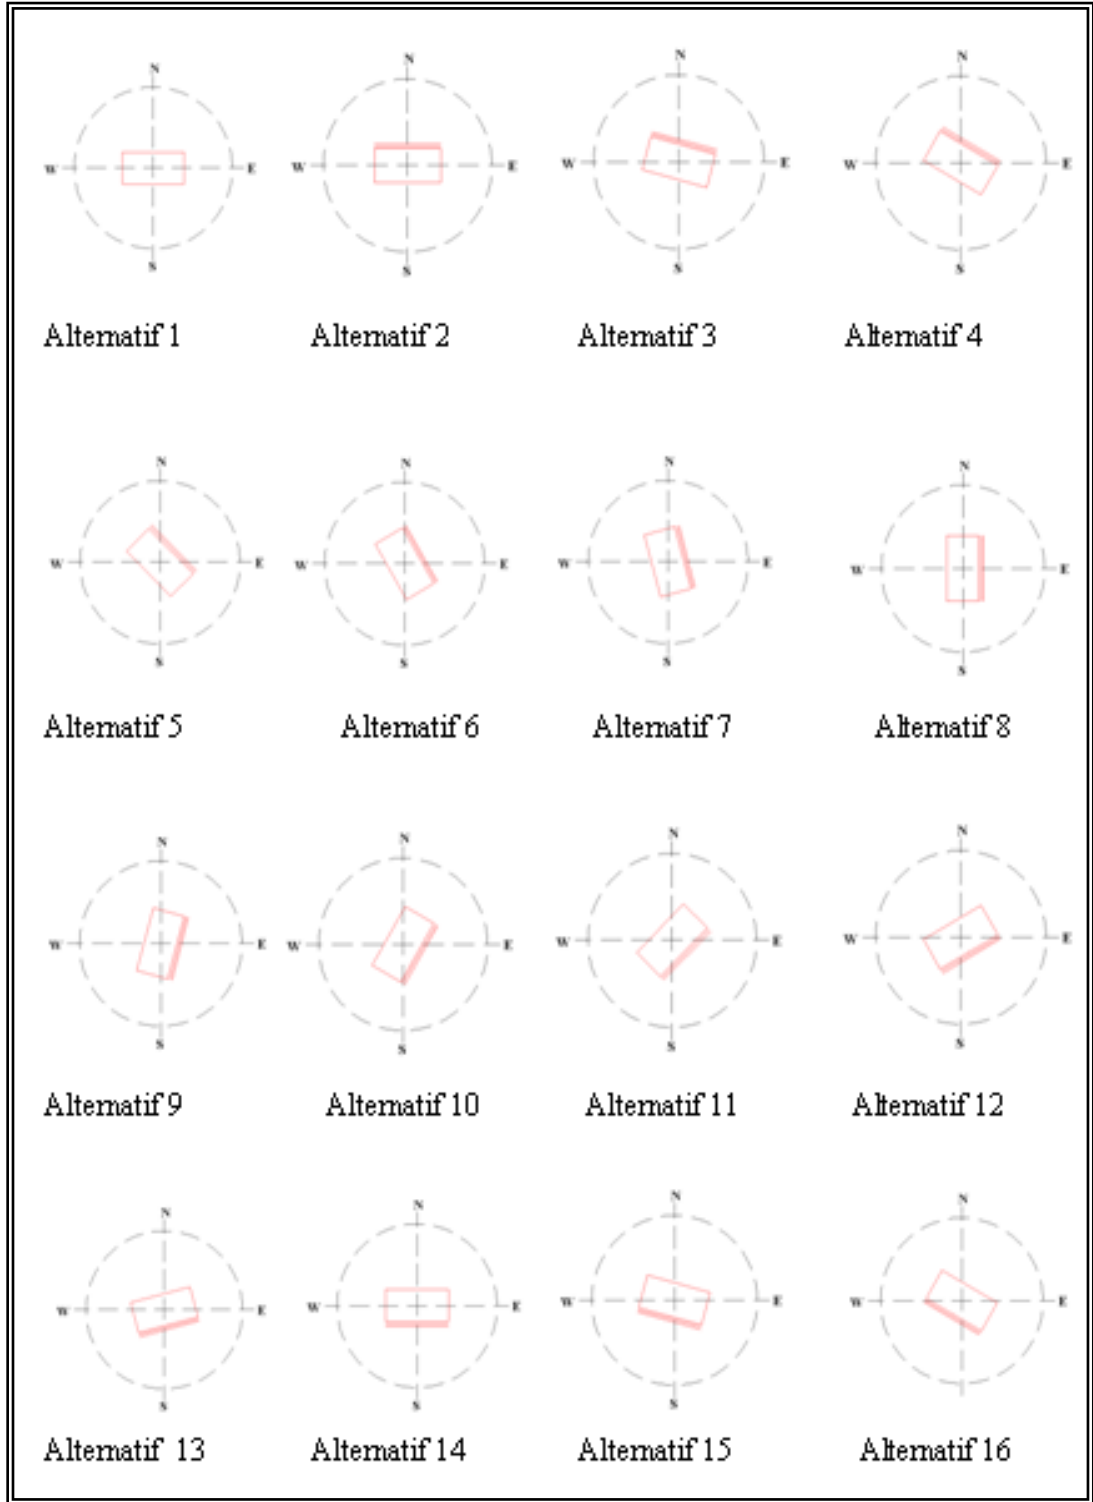 N N N N
W E W E W E W E
S S S S
Alternatif 1 Alternatif 2 Alternatif 3 Alternatif 4
N N N N
W E W E W E W E
S S S S
Alternatif 5 Alternatif 6 Alternatif 7 Alternatif 8
N N N N
W E W E W E W E
S S S S
Alternatif 9 Alternatif 10 Alternatif 11 Alternatif 12
N N N N
W E W E W E W E
S S S
Alternatif 13 Alternatif 14 Alternatif 15 Alternatif 16